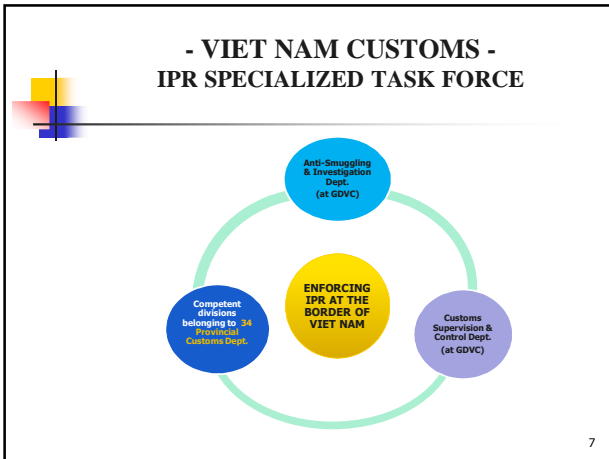 - VIET NAM CUSTOMS -
IPR SPECIALIZED TASK FORCE
Anti-Smuggling
& Investigation
Dept.
(at GDVC)
ENFORCING
IPR AT THE
BORDER OF
VIET NAM
Competent
divisions
belonging to 34
Provincial
Customs Dept.
Customs
Supervision &
Control Dept.
(at GDVC)
7